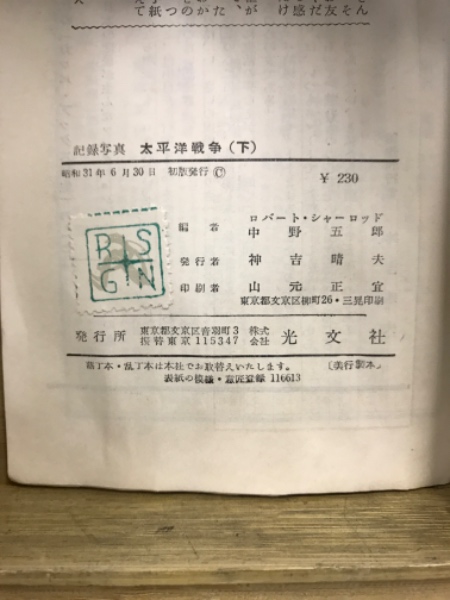 記録写真 太平洋戦争(下)
昭和31年6月30日 初版発行 ©
¥ 230
R S
G N
編者 ロバート・シャーロッド
中野五郎
発行者 神吉晴夫
印刷者 山元正宜
東京都文京区柳町26・三晃印刷
発行所 東京都文京区音羽町3 振替東京115347 株式会社 光文社
落丁本・乱丁本は本社でお取替えいたします。 (美行製本)
表紙の模様・意匠登録 116613